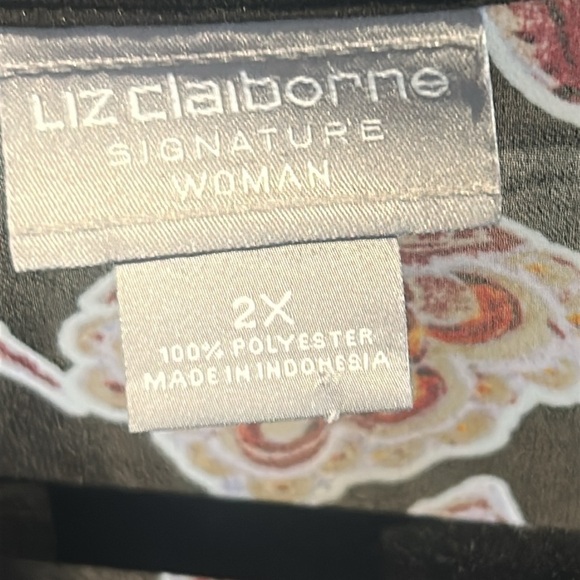 LIZ claiborne
SIGNATURE
WOMAN
2X
100% POLYESTER
MADE IN INDONESIA